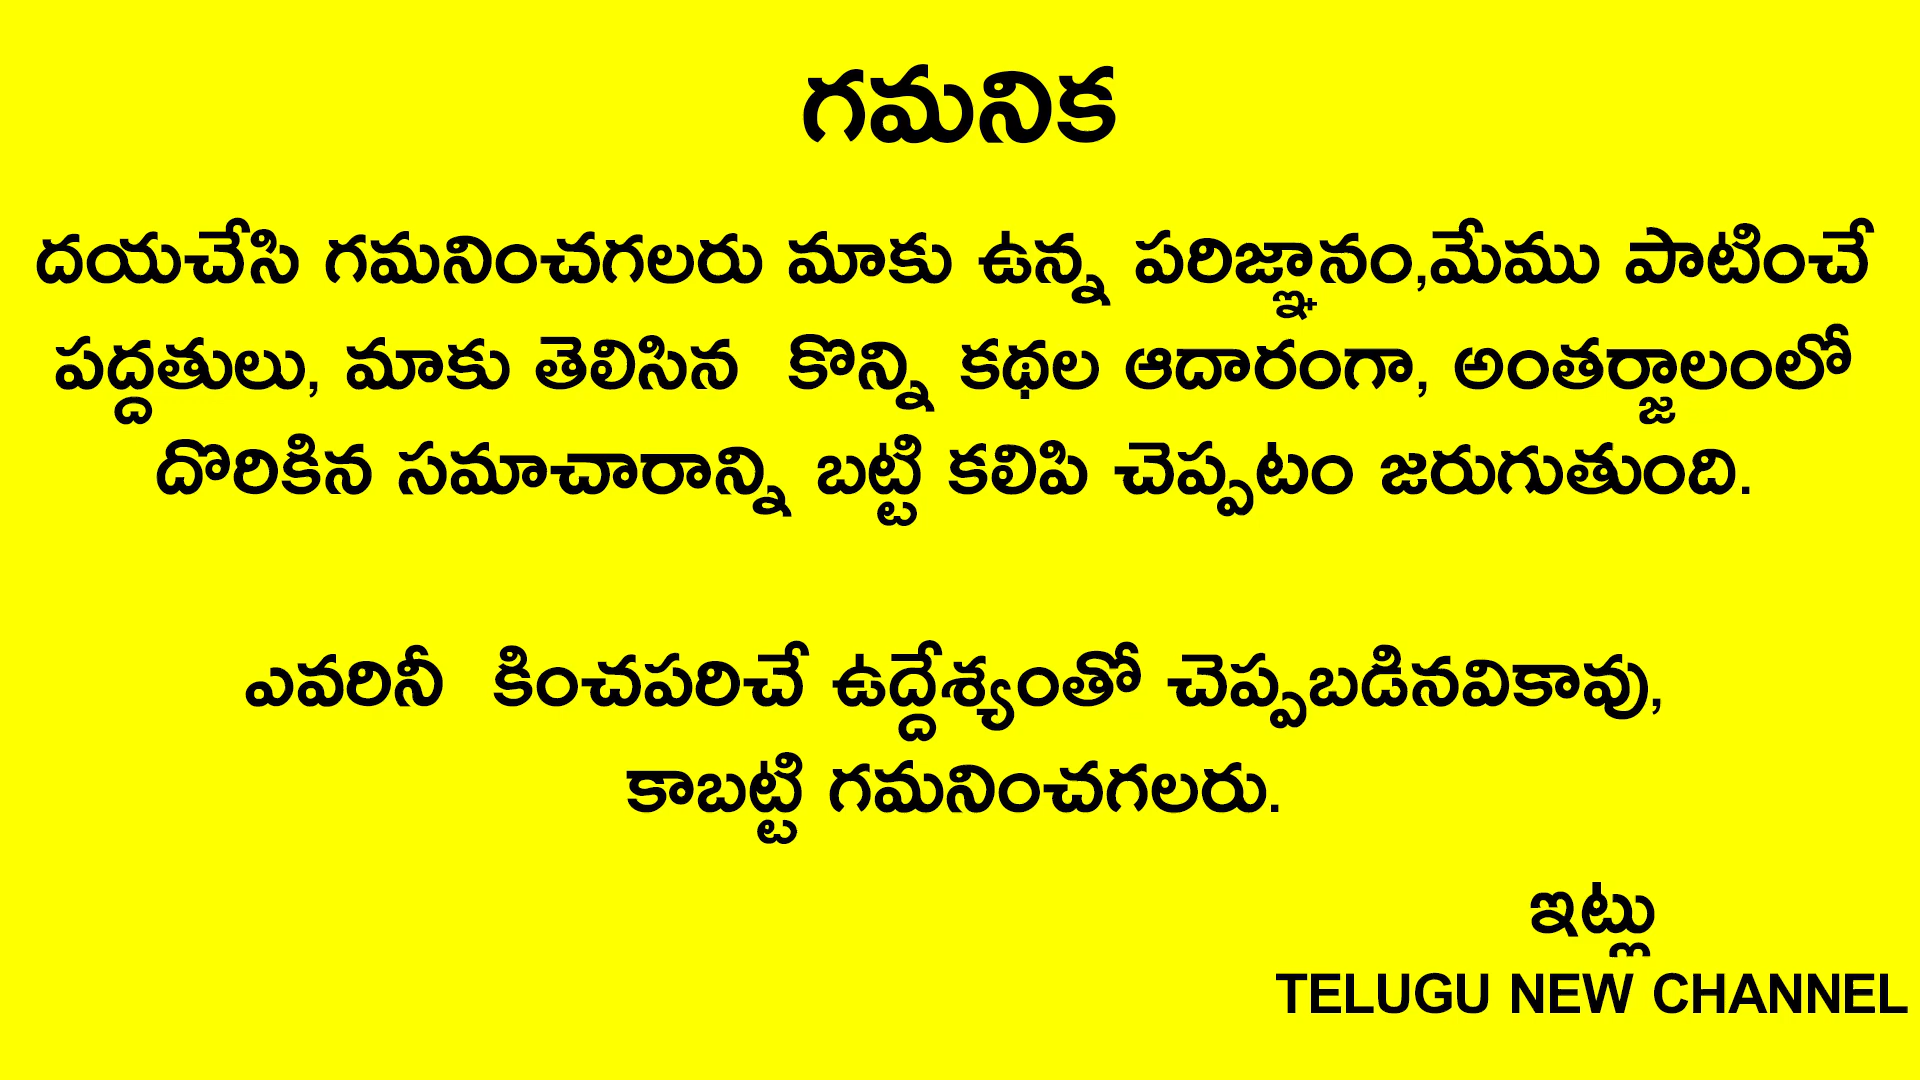 గమనిక
దయచేసి గమనించగలరు మాకు ఉన్న పరిజ్ఞానం,మేము పాటించే
పద్దతులు, మాకు తెలిసిన కొన్ని కథల ఆదారంగా, అంతర్జాలంలో
దొరికిన సమాచారాన్ని బట్టి కలిపి చెప్పటం జరుగుతుంది.
ఎవరినీ కించపరిచే ఉద్దేశ్యంతో చెప్పబడినవికావు,
కాబట్టి గమనించగలరు.
ఇట్లు
TELUGU NEW CHANNEL